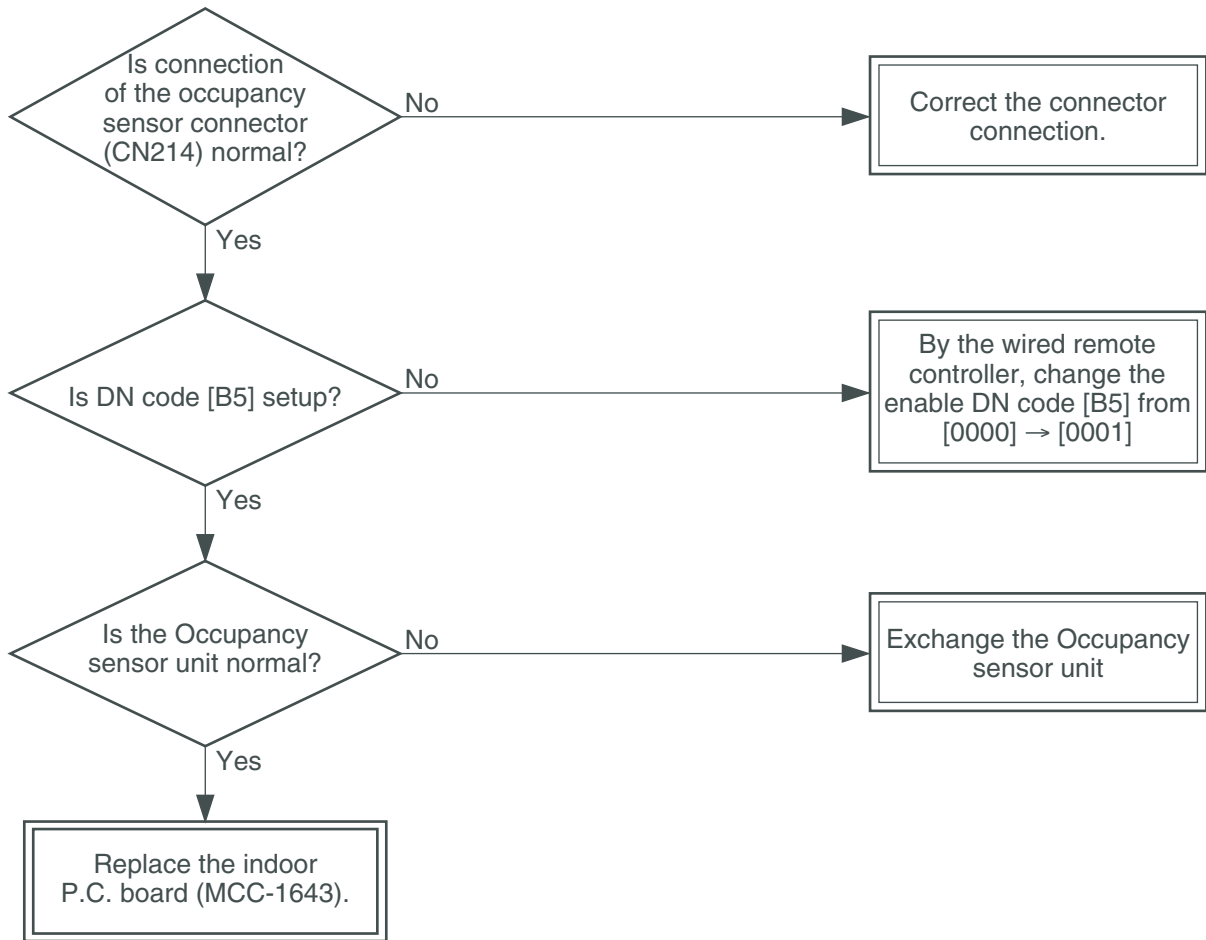 Is connection
of the occupancy
sensor connector
(CN214) normal?
No
Correct the connector
connection.
Yes
Is DN code [B5] setup?
No
By the wired remote
controller, change the
enable DN code [B5] from
[0000] → [0001]
Yes
Is the Occupancy
sensor unit normal?
No
Exchange the Occupancy
sensor unit
Yes
Replace the indoor
P.C. board (MCC-1643).